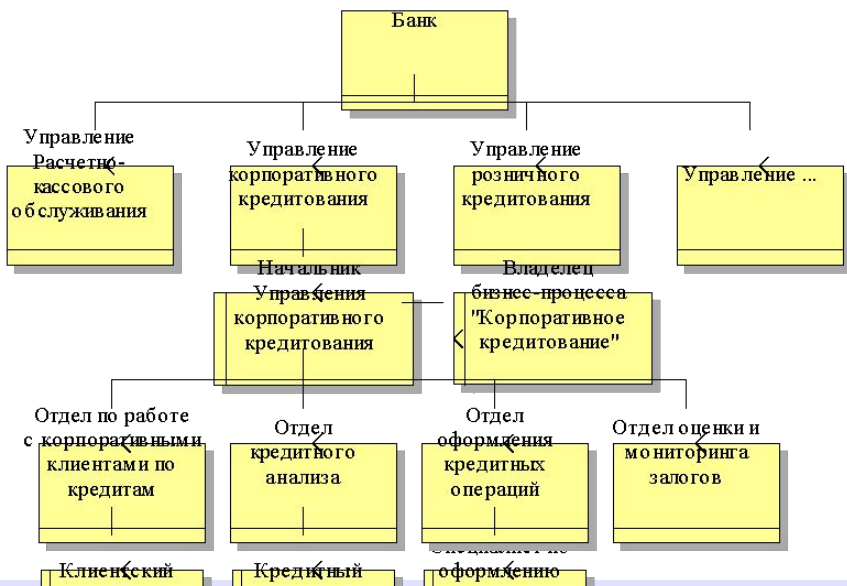 Банк
Управление
Расчетно-
кассового
обслуживания
Управление
корпоративного
кредитования
Управление
розничного
кредитования
Управление ...
Начальник
Управления
корпоративного
кредитования
Владелец
бизнес-процесса
"Корпоративное
кредитование"
Отдел по работе
с корпоративными
клиентами по
кредитам
Отдел
кредитного
анализа
Отдел
оформления
кредитных
операций
Отдел оценки и
мониторинга
залогов
Клиентский
Кредитный
Специалист по
оформлению